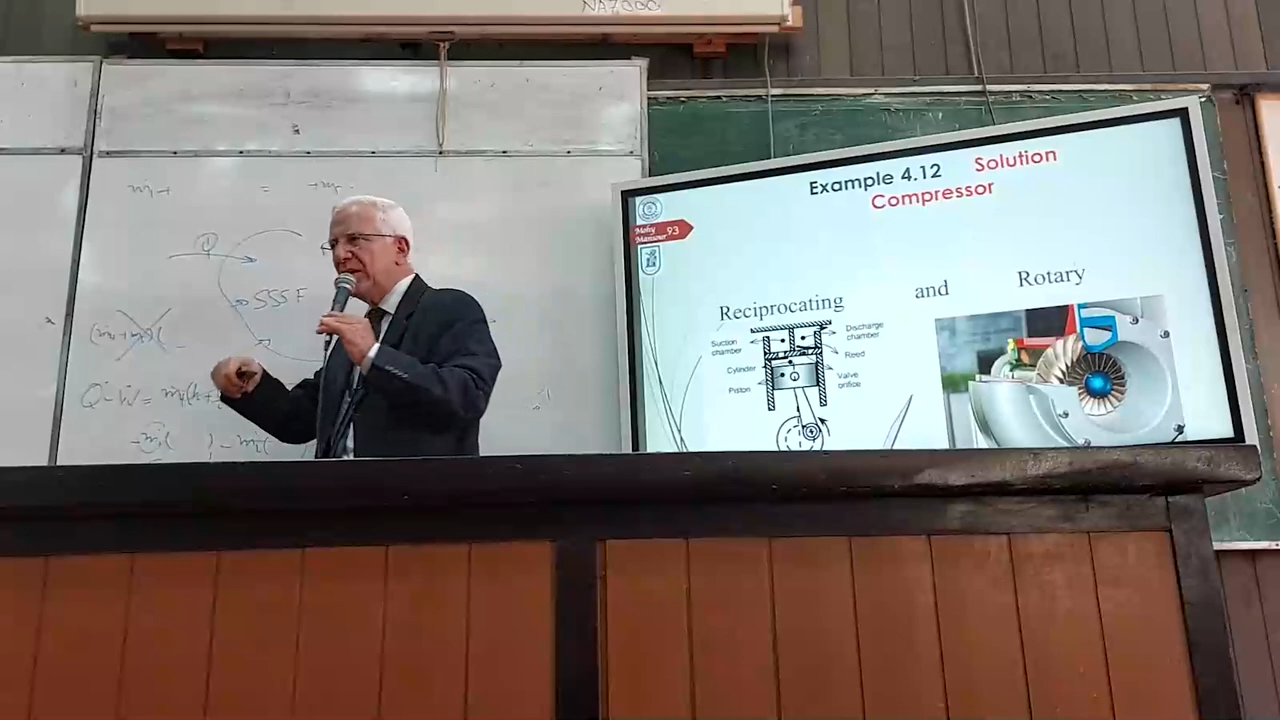 NA7000
SSSF
Example 4.12 Solution
Compressor
Mohy
Mansour 93
Reciprocating and Rotary
Suction
chamber
Cylinder
Piston
Discharge
chamber
Reed
Valve
orifice